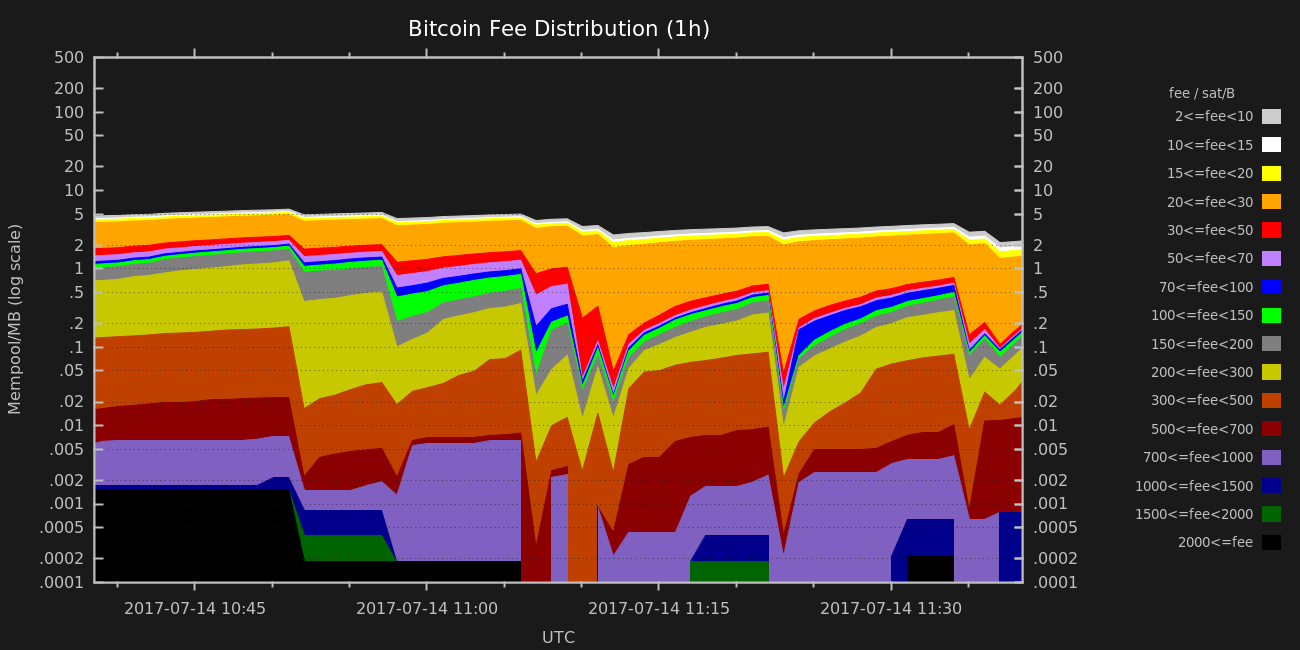 Bitcoin Fee Distribution (1h)
Mempool/MB (log scale)
500
200
100
50
20
10
5
2
1
.5
.2
.1
.05
.02
.01
.005
.002
.001
.0005
.0002
.0001
500
200
100
50
20
10
5
2
1
.5
.2
.1
.05
.02
.01
.005
.002
.001
.0005
.0002
.0001
2017-07-14 10:45
2017-07-14 11:00
2017-07-14 11:15
2017-07-14 11:30
UTC
fee / sat/B
2<=fee<10
10<=fee<15
15<=fee<20
20<=fee<30
30<=fee<50
50<=fee<70
70<=fee<100
100<=fee<150
150<=fee<200
200<=fee<300
300<=fee<500
500<=fee<700
700<=fee<1000
1000<=fee<1500
1500<=fee<2000
2000<=fee